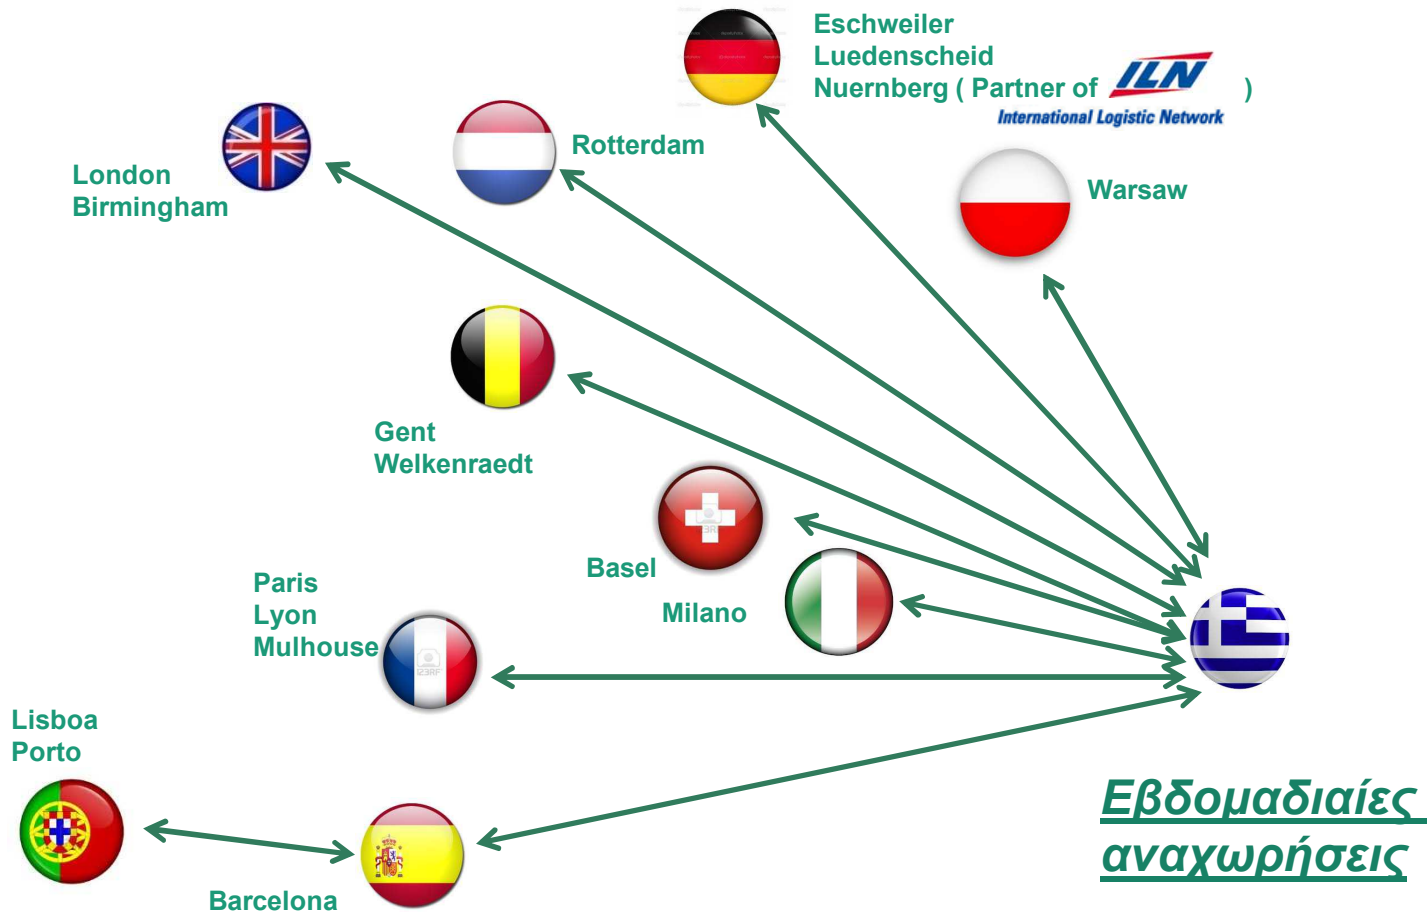 Eschweiler
Luedenscheid
Nuernberg ( Partner of ILN )
International Logistic Network
Rotterdam
London
Birmingham
Warsaw
Gent
Welkenraedt
Basel
Milano
Paris
Lyon
Mulhouse
123RF
Lisboa
Porto
Barcelona
Εβδομαδιαίες
αναχωρήσεις